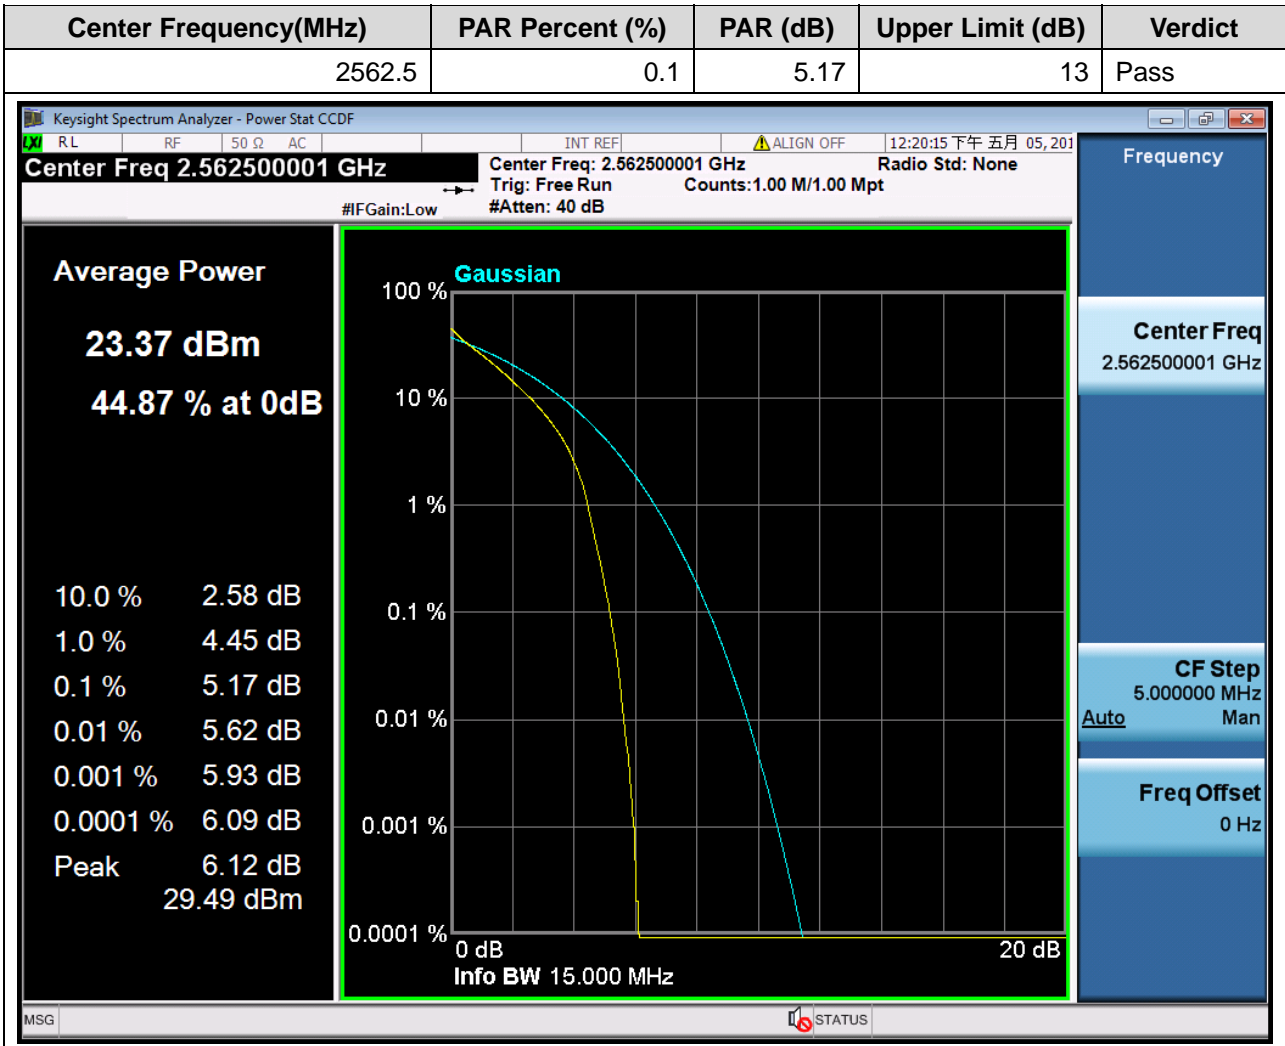 Center Frequency(MHz) PAR Percent (%) PAR (dB) Upper Limit (dB) Verdict
2562.5 0.1 5.17 13 Pass
Keysight Spectrum Analyzer - Power Stat CCDF
LXI RL RF 50 Ω AC INT REF ALIGN OFF 12:20:15 下午 五月 05, 201
Center Freq 2.562500001 GHz
Center Freq: 2.562500001 GHz Radio Std: None
Trig: Free Run Counts:1.00 M/1.00 Mpt
#IFGain:Low #Atten: 40 dB
Average Power
23.37 dBm
44.87 % at 0dB
10.0 % 2.58 dB
1.0 % 4.45 dB
0.1 % 5.17 dB
0.01 % 5.62 dB
0.001 % 5.93 dB
0.0001 % 6.09 dB
Peak 6.12 dB
29.49 dBm
Gaussian
100 %
10 %
1 %
0.1 %
0.01 %
0.001 %
0.0001 %
0 dB 20 dB
Info BW 15.000 MHz
Frequency
Center Freq
2.562500001 GHz
CF Step
5.000000 MHz
Auto Man
Freq Offset
0 Hz
MSG STATUS